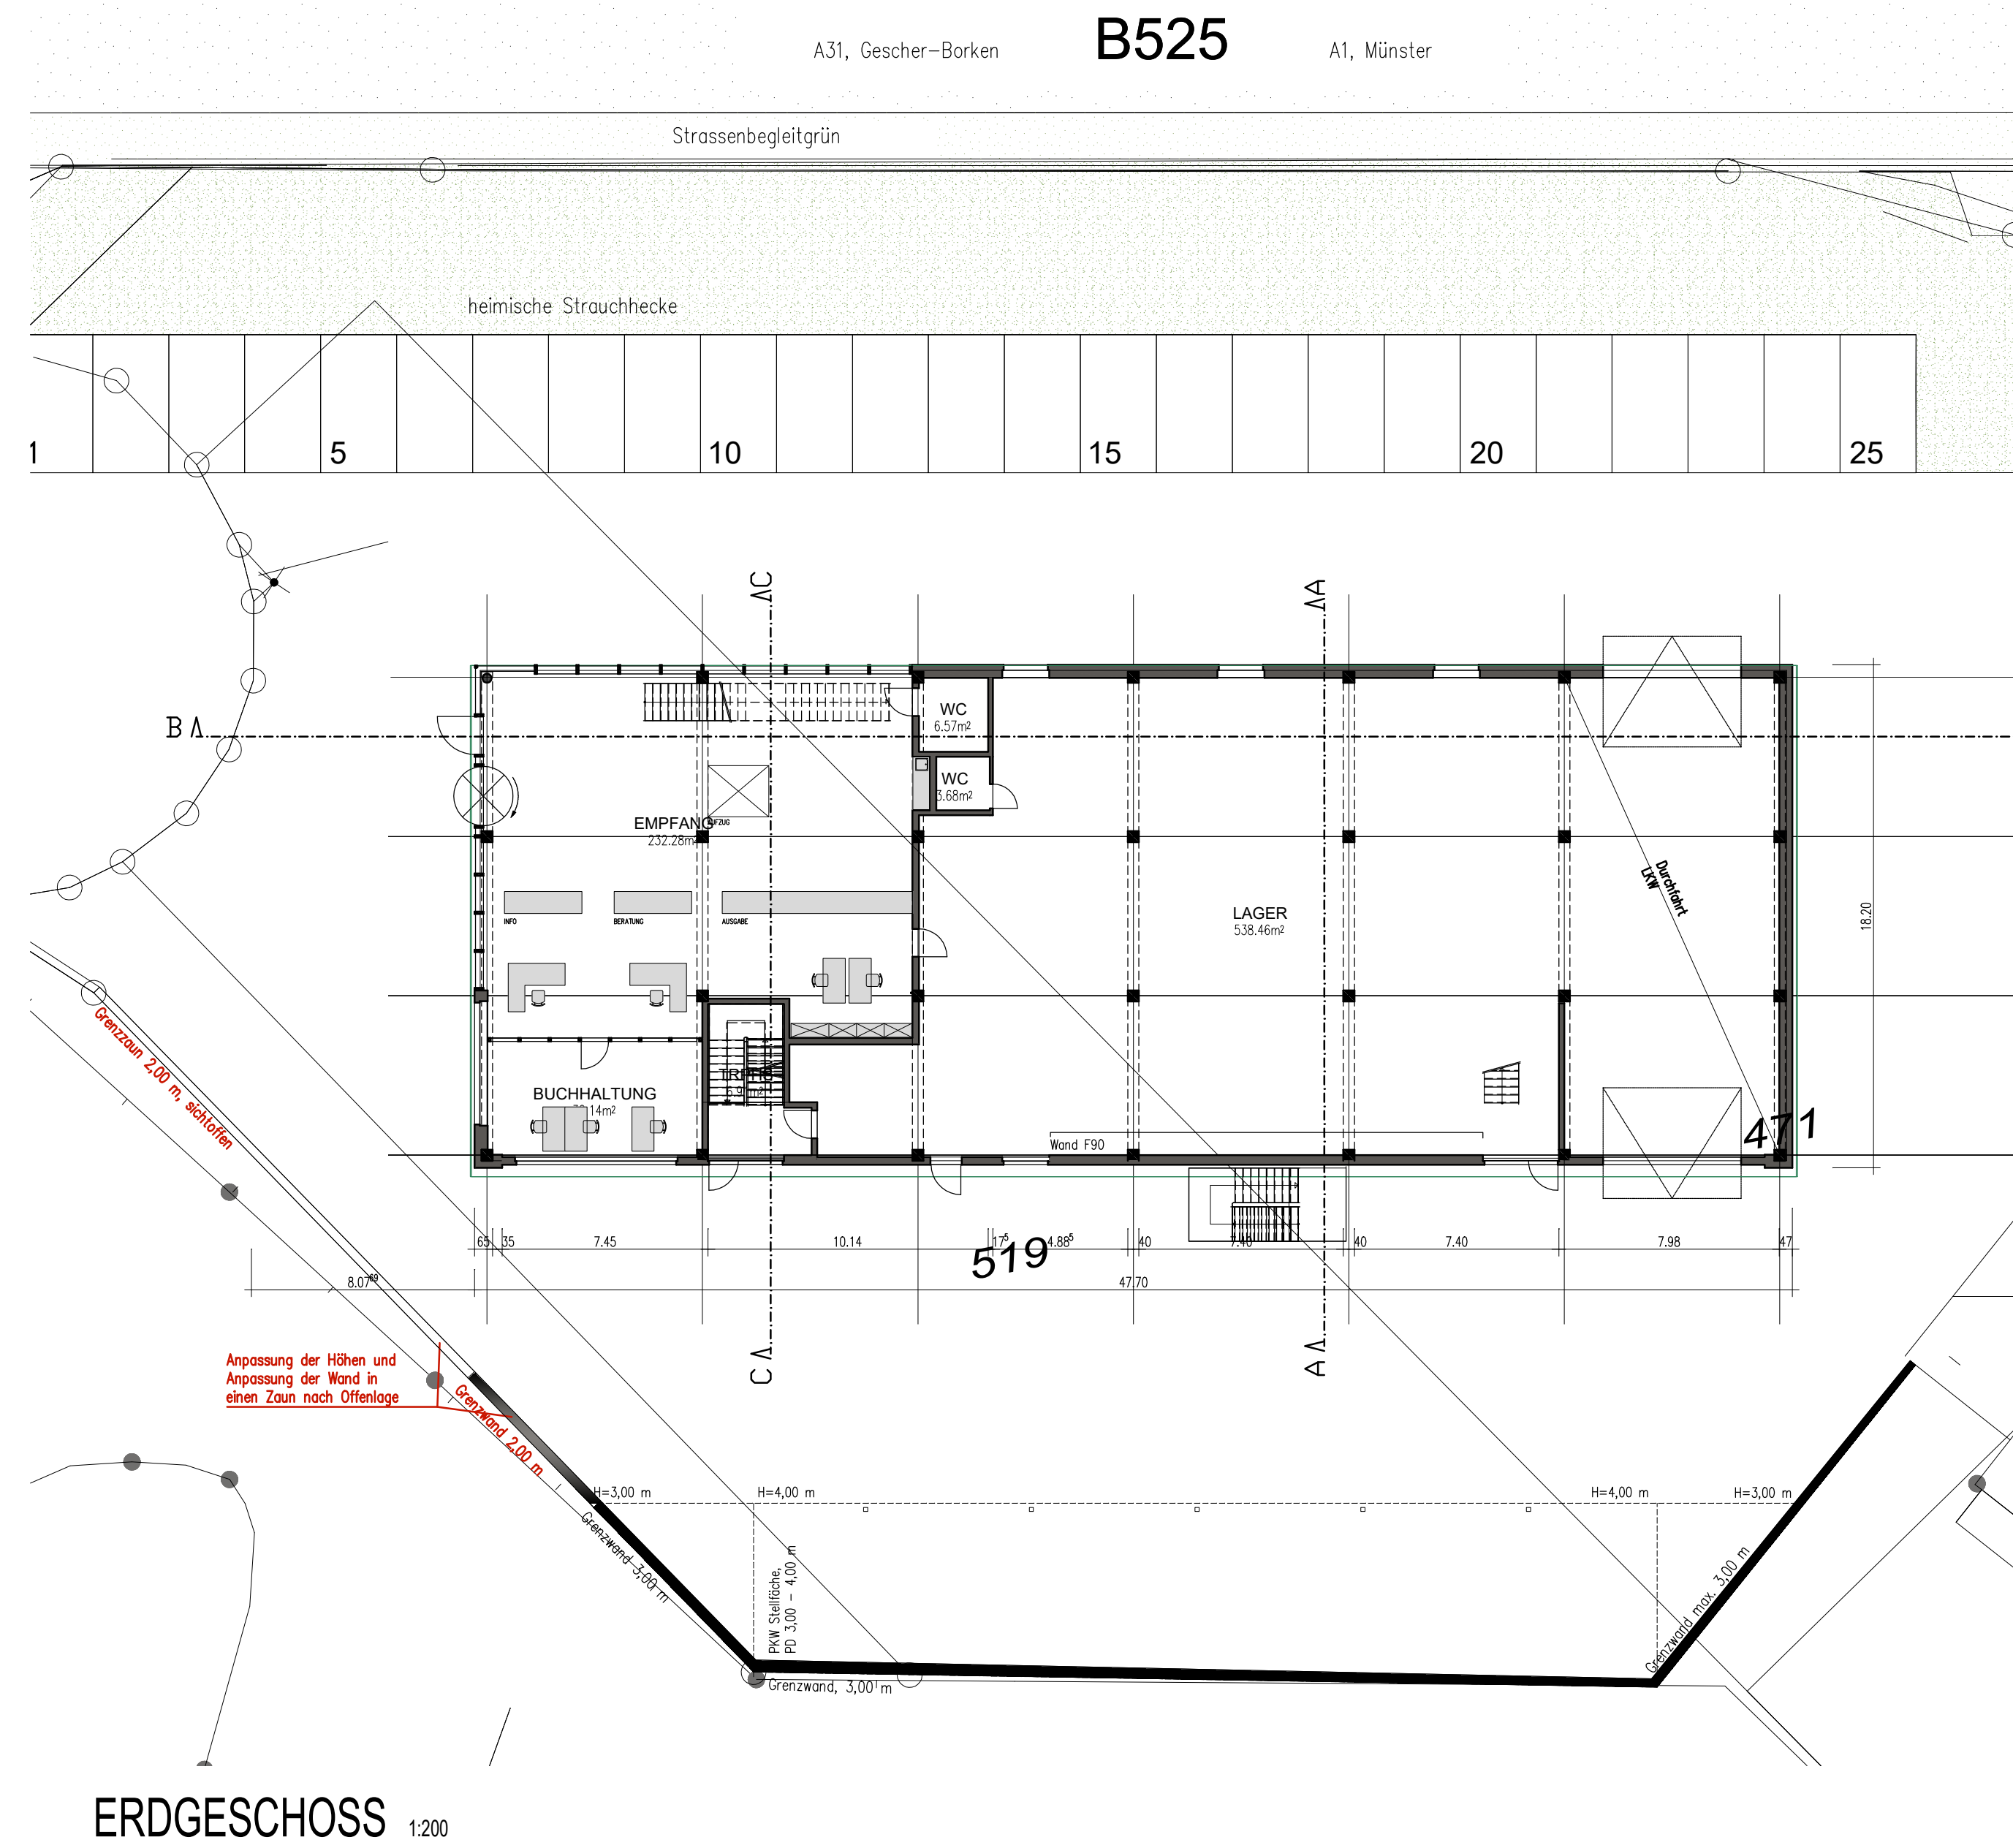 B525
A31, Gescher-Borken
A1, Münster
Strassenbegleitgrün
heimische Strauchhecke
1
5
10
15
20
25
C
A
B
WC
6.57m²
WC
3.68m²
EMPFANG
232.28m²
INFO
BERATUNG
AUSGABE
LAGER
538.46m²
Durchfahrt
LKW
18.20
Grenzzaun 2,00 m, sichtoffen
BUCHHALTUNG
Wand F90
471
65
35
7.45
10.14
17⁵
4.88⁵
40
7.40
40
7.40
7.98
47
519
8.07⁶⁹
47.70
C
A
Anpassung der Höhen und
Anpassung der Wand in
einen Zaun nach Offenlage
Grenzwand 2,00 m
H=3,00 m
H=4,00 m
H=4,00 m
H=3,00 m
Grenzwand 3,00 m
PKW Stellfläche,
PD 3,00 - 4,00 m
Grenzwand max. 3,00 m
Grenzwand, 3,00 m
ERDGESCHOSS 1:200